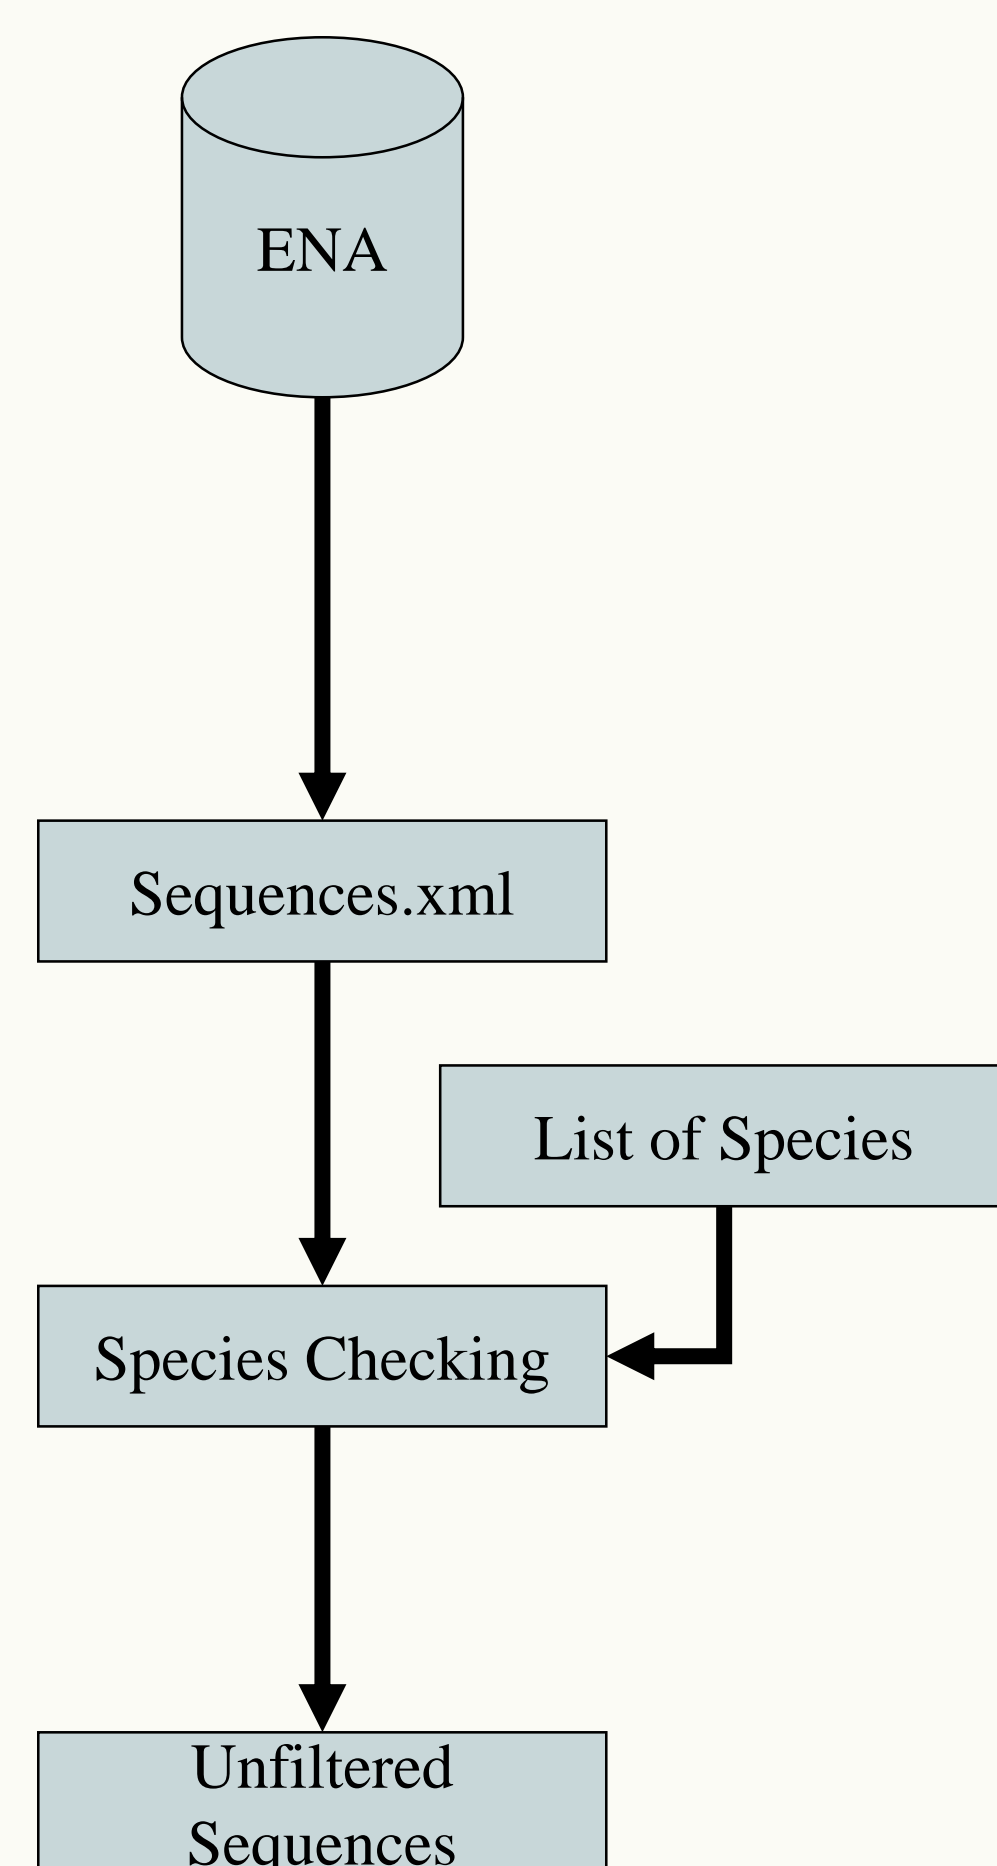 ENA
Sequences.xml
List of Species
Species Checking
Unfiltered
Sequences